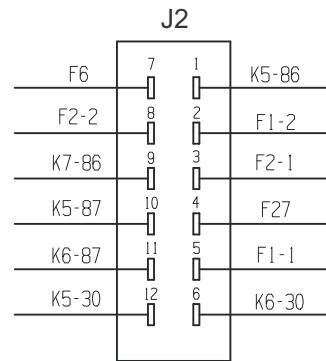 J2
F6 7 1 K5-86
F2-2 8 2 F1-2
K7-86 9 3 F2-1
K5-87 10 4 F27
K6-87 11 5 F1-1
K5-30 12 6 K6-30